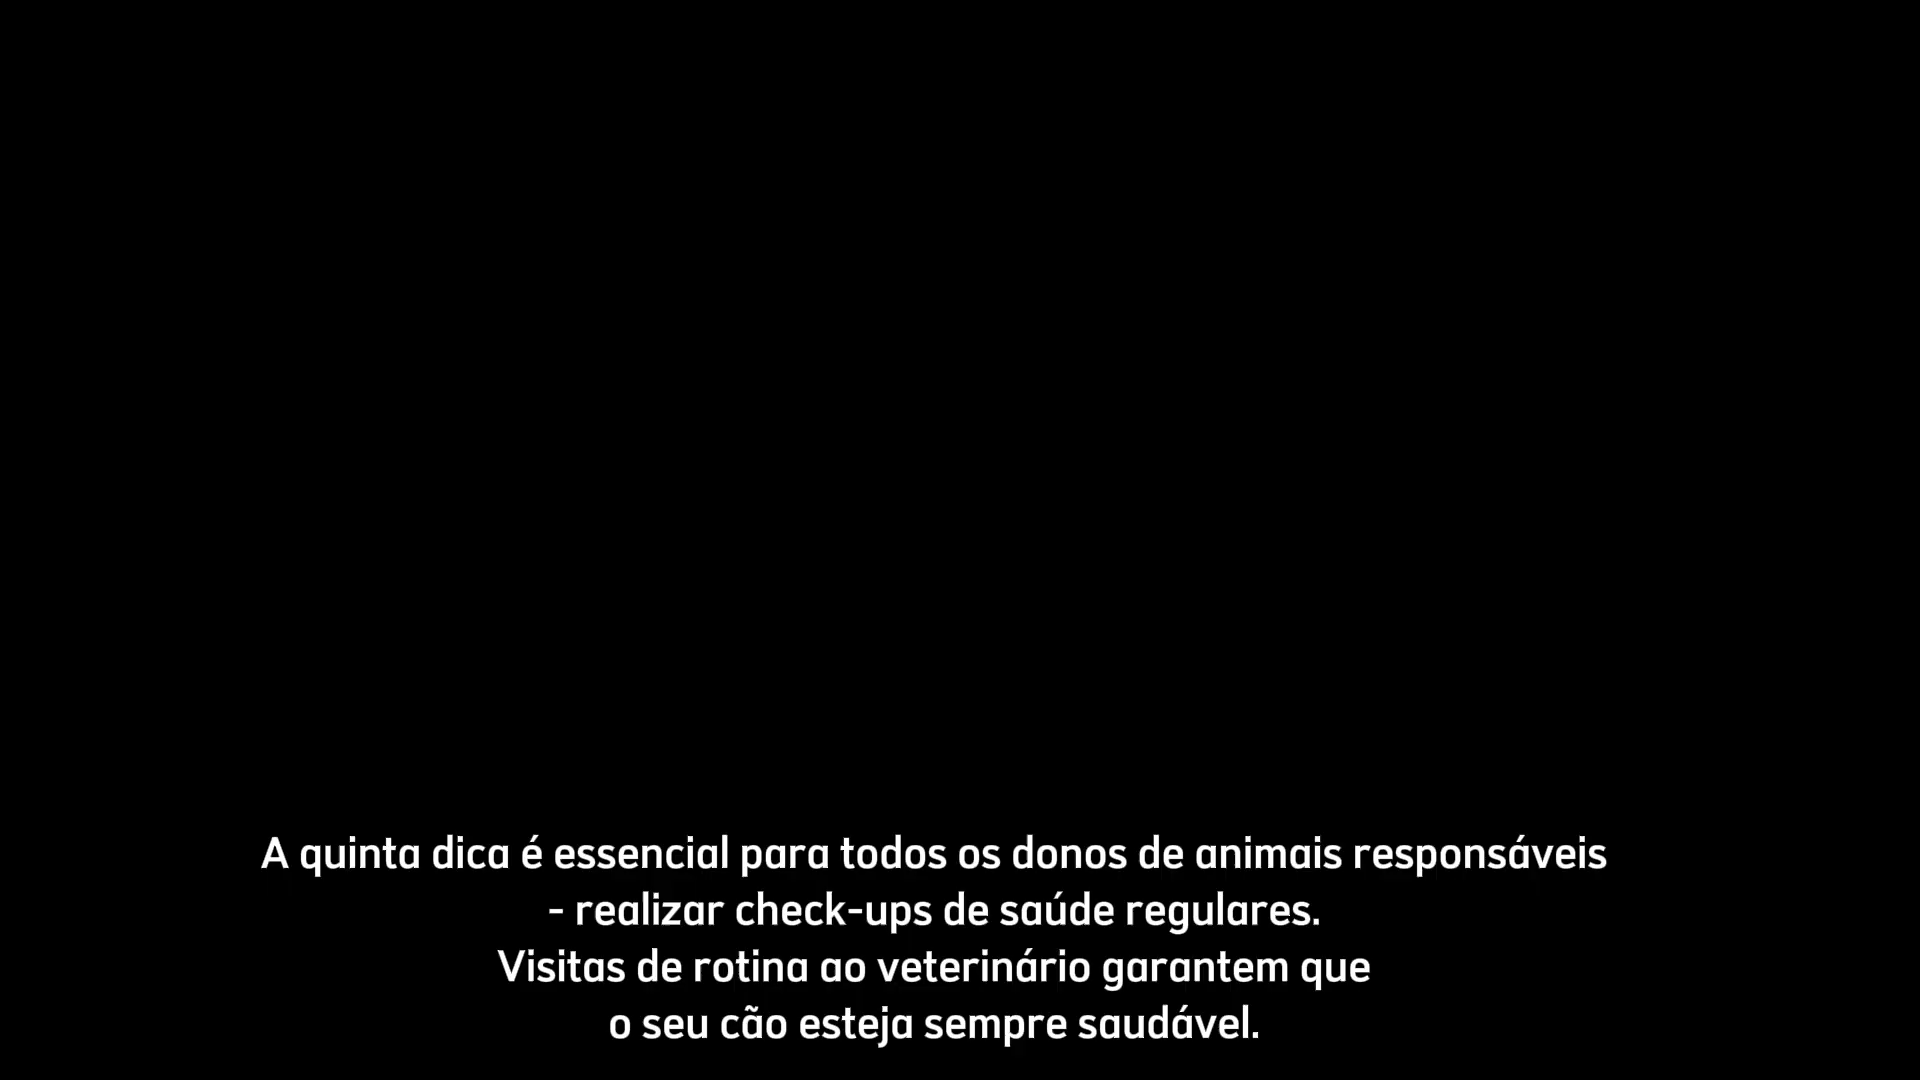 A quinta dica é essencial para todos os donos de animais responsáveis
- realizar check-ups de saúde regulares.
Visitas de rotina ao veterinário garantem que
o seu cão esteja sempre saudável.